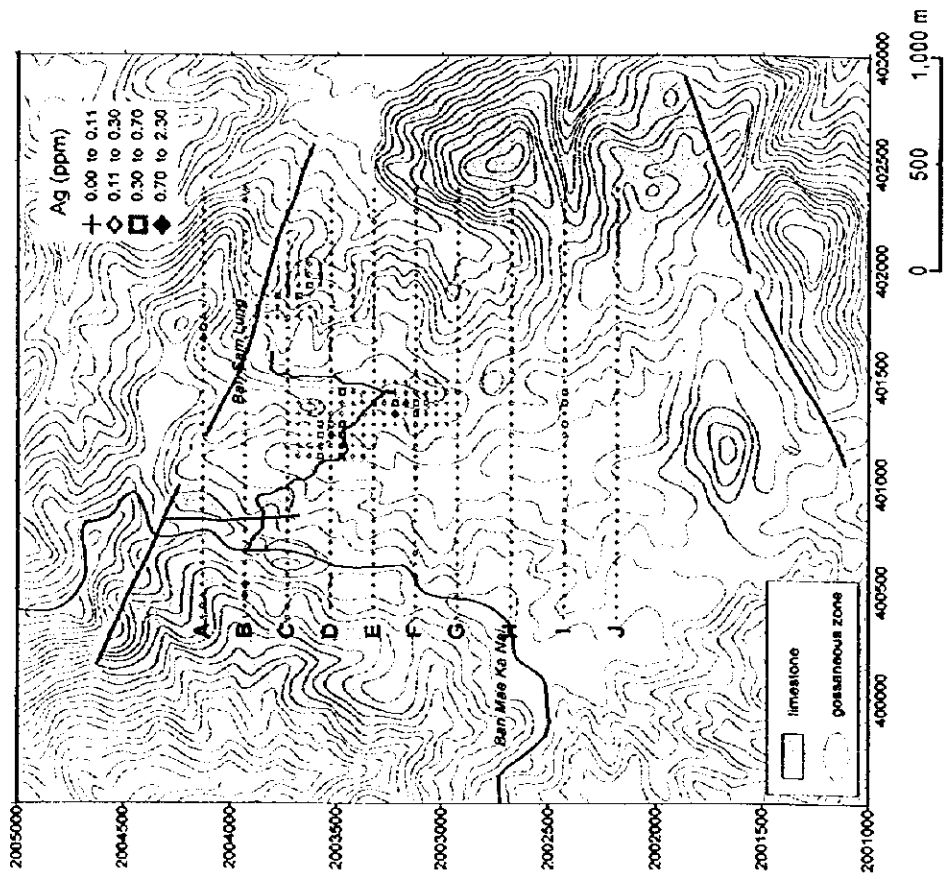 Ag (ppm)
0.00 to 0.11
0.11 to 0.30
0.30 to 0.70
0.70 to 2.30
2005000
2004500
2004000
2003500
2003000
2002500
2002000
2001500
2001000
A
B
C
D
E
F
G
H
I
J
Ban Sam Lung
Ban Mae Ka Nai
limestone
gossaneous zone
400000
400500
401000
401500
402000
402500
403000
0 500 1,000 m